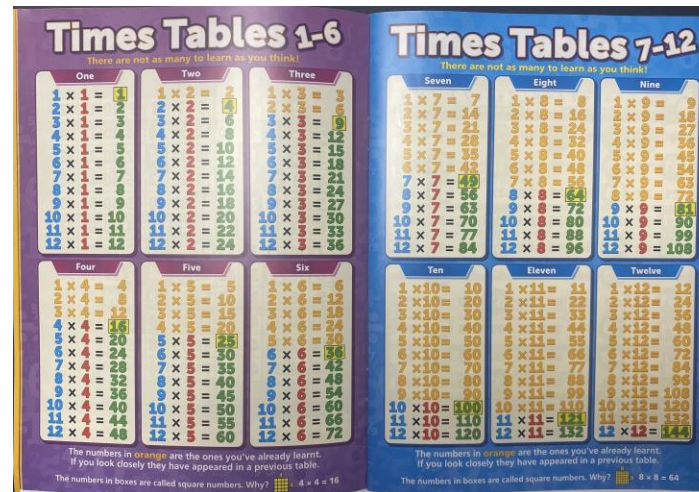 Times Tables 1-6
There are not as many to learn as you think!
One
1 × 1 = 1
2 × 1 = 2
3 × 1 = 3
4 × 1 = 4
5 × 1 = 5
6 × 1 = 6
7 × 1 = 7
8 × 1 = 8
9 × 1 = 9
10 × 1 = 10
11 × 1 = 11
12 × 1 = 12
Two
1 × 2 = 2
2 × 2 = 4
3 × 2 = 6
4 × 2 = 8
5 × 2 = 10
6 × 2 = 12
7 × 2 = 14
8 × 2 = 16
9 × 2 = 18
10 × 2 = 20
11 × 2 = 22
12 × 2 = 24
Three
1 × 3 = 3
2 × 3 = 6
3 × 3 = 9
4 × 3 = 12
5 × 3 = 15
6 × 3 = 18
7 × 3 = 21
8 × 3 = 24
9 × 3 = 27
10 × 3 = 30
11 × 3 = 33
12 × 3 = 36
Four
1 × 4 = 4
2 × 4 = 8
3 × 4 = 12
4 × 4 = 16
5 × 4 = 20
6 × 4 = 24
7 × 4 = 28
8 × 4 = 32
9 × 4 = 36
10 × 4 = 40
11 × 4 = 44
12 × 4 = 48
Five
1 × 5 = 5
2 × 5 = 10
3 × 5 = 15
4 × 5 = 20
5 × 5 = 25
6 × 5 = 30
7 × 5 = 35
8 × 5 = 40
9 × 5 = 45
10 × 5 = 50
11 × 5 = 55
12 × 5 = 60
Six
1 × 6 = 6
2 × 6 = 12
3 × 6 = 18
4 × 6 = 24
5 × 6 = 30
6 × 6 = 36
7 × 6 = 42
8 × 6 = 48
9 × 6 = 54
10 × 6 = 60
11 × 6 = 66
12 × 6 = 72
The numbers in orange are the ones you've already learnt.
If you look closely they have appeared in a previous table.
The numbers in boxes are called square numbers. Why? = 4 × 4 = 16
Times Tables 7-12
There are not as many to learn as you think!
Seven
1 × 7 = 7
2 × 7 = 14
3 × 7 = 21
4 × 7 = 28
5 × 7 = 35
6 × 7 = 42
7 × 7 = 49
8 × 7 = 56
9 × 7 = 63
10 × 7 = 70
11 × 7 = 77
12 × 7 = 84
Eight
1 × 8 = 8
2 × 8 = 16
3 × 8 = 24
4 × 8 = 32
5 × 8 = 40
6 × 8 = 48
7 × 8 = 56
8 × 8 = 64
9 × 8 = 72
10 × 8 = 80
11 × 8 = 88
12 × 8 = 96
Nine
1 × 9 = 9
2 × 9 = 18
3 × 9 = 27
4 × 9 = 36
5 × 9 = 45
6 × 9 = 54
7 × 9 = 63
8 × 9 = 72
9 × 9 = 81
10 × 9 = 90
11 × 9 = 99
12 × 9 = 108
Ten
1 ×10= 10
2 ×10= 20
3 ×10= 30
4 ×10= 40
5 ×10= 50
6 ×10= 60
7 ×10= 70
8 ×10= 80
9 ×10= 90
10 ×10= 100
11 ×10= 110
12 ×10= 120
Eleven
1 ×11= 11
2 ×11= 22
3 ×11= 33
4 ×11= 44
5 ×11= 55
6 ×11= 66
7 ×11= 77
8 ×11= 88
9 ×11= 99
10 ×11= 110
11 ×11= 121
12 ×11= 132
Twelve
1 ×12= 12
2 ×12= 24
3 ×12= 36
4 ×12= 48
5 ×12= 60
6 ×12= 72
7 ×12= 84
8 ×12= 96
9 ×12= 108
10 ×12= 120
11 ×12= 132
12 ×12= 144
The numbers in orange are the ones you've already learnt.
If you look closely they have appeared in a previous table.
The numbers in boxes are called square numbers. Why? = 8 × 8 = 64